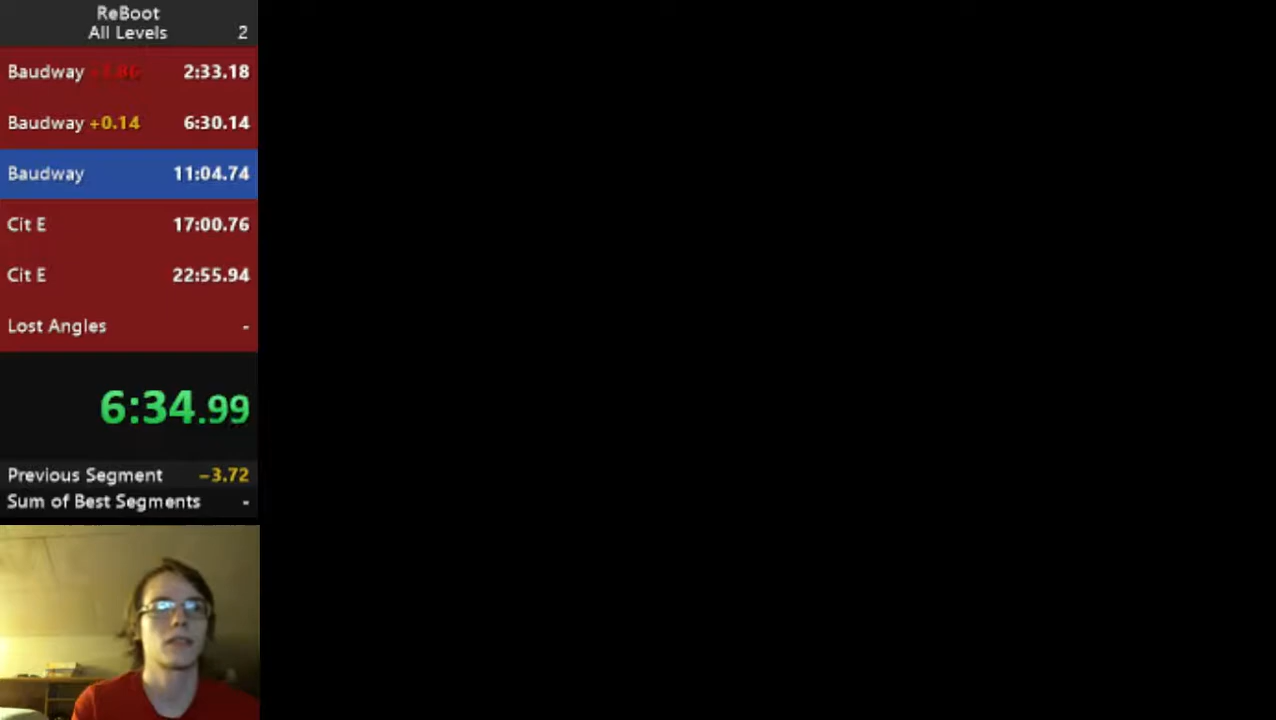 ReBoot
All Levels 2
Baudway 2:33.18
Baudway +0.14 6:30.14
Baudway 11:04.74
Cit E 17:00.76
Cit E 22:55.94
Lost Angles -
6:34.99
Previous Segment -3.72
Sum of Best Segments -